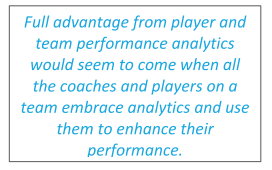 Full advantage from player and
team performance analytics
would seem to come when all
the coaches and players on a
team embrace analytics and use
them to enhance their
performance.